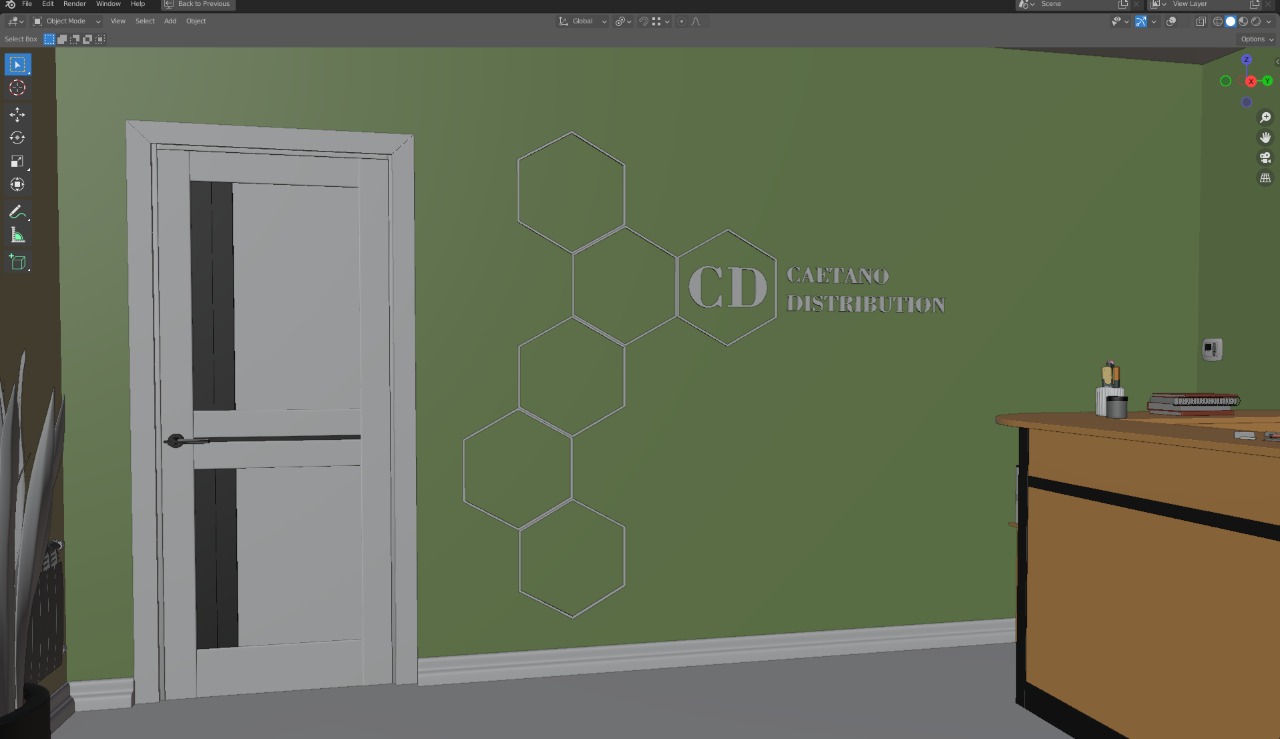 File Edit Render Window Help Back to Previous Scene View Layer
Object Mode View Select Add Object Global
Select Box Options
Z
X Y
CD CAETANO
DISTRIBUTION